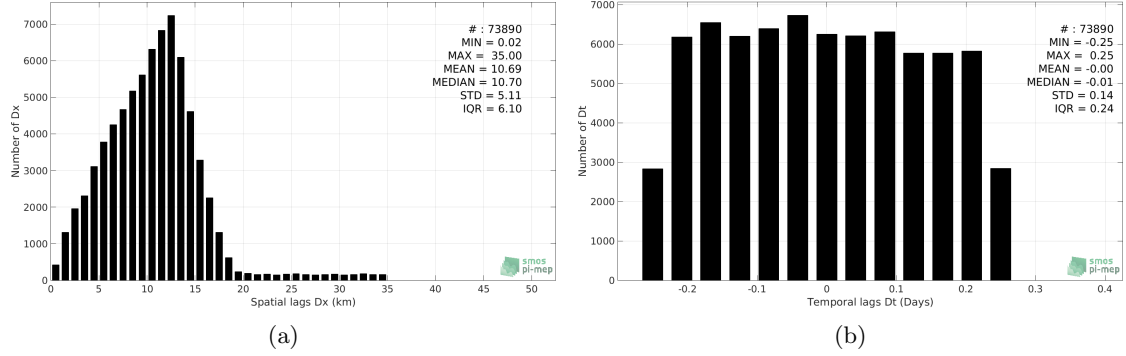 7000
6000
5000
4000
3000
2000
1000
0
Number of Dx
# : 73890
MIN = 0.02
MAX = 35.00
MEAN = 10.69
MEDIAN = 10.70
STD = 5.11
IQR = 6.10
smos
pi-mep
0 5 10 15 20 25 30 35 40 45 50
Spatial lags Dx (km)
(a)
7000
6000
5000
4000
3000
2000
1000
0
Number of Dt
# : 73890
MIN = -0.25
MAX = 0.25
MEAN = -0.00
MEDIAN = -0.01
STD = 0.14
IQR = 0.24
smos
pi-mep
-0.2 -0.1 0 0.1 0.2 0.3 0.4
Temporal lags Dt (Days)
(b)